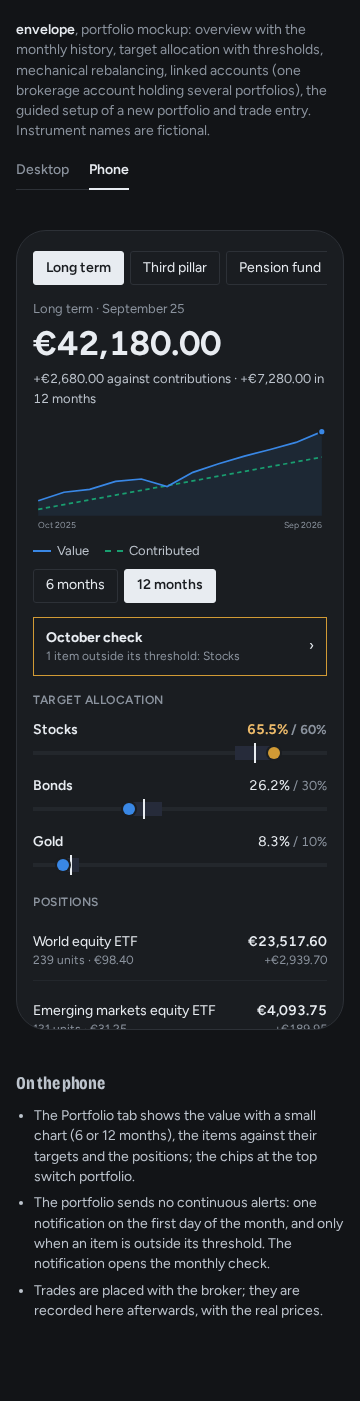 envelope, portfolio mockup: overview with the
monthly history, target allocation with thresholds,
mechanical rebalancing, linked accounts (one
brokerage account holding several portfolios), the
guided setup of a new portfolio and trade entry.
Instrument names are fictional.
Desktop Phone
Long term Third pillar Pension fund
Long term · September 25
€42,180.00
+€2,680.00 against contributions · +€7,280.00 in
12 months
Oct 2025 Sep 2026
Value Contributed
6 months 12 months
October check ›
1 item outside its threshold: Stocks
TARGET ALLOCATION
Stocks 65.5% / 60%
Bonds 26.2% / 30%
Gold 8.3% / 10%
POSITIONS
World equity ETF €23,517.60
239 units · €98.40 +€2,939.70
Emerging markets equity ETF €4,093.75
131 units · €31.25 +€189.95
On the phone
• The Portfolio tab shows the value with a small
chart (6 or 12 months), the items against their
targets and the positions; the chips at the top
switch portfolio.
• The portfolio sends no continuous alerts: one
notification on the first day of the month, and only
when an item is outside its threshold. The
notification opens the monthly check.
• Trades are placed with the broker; they are
recorded here afterwards, with the real prices.